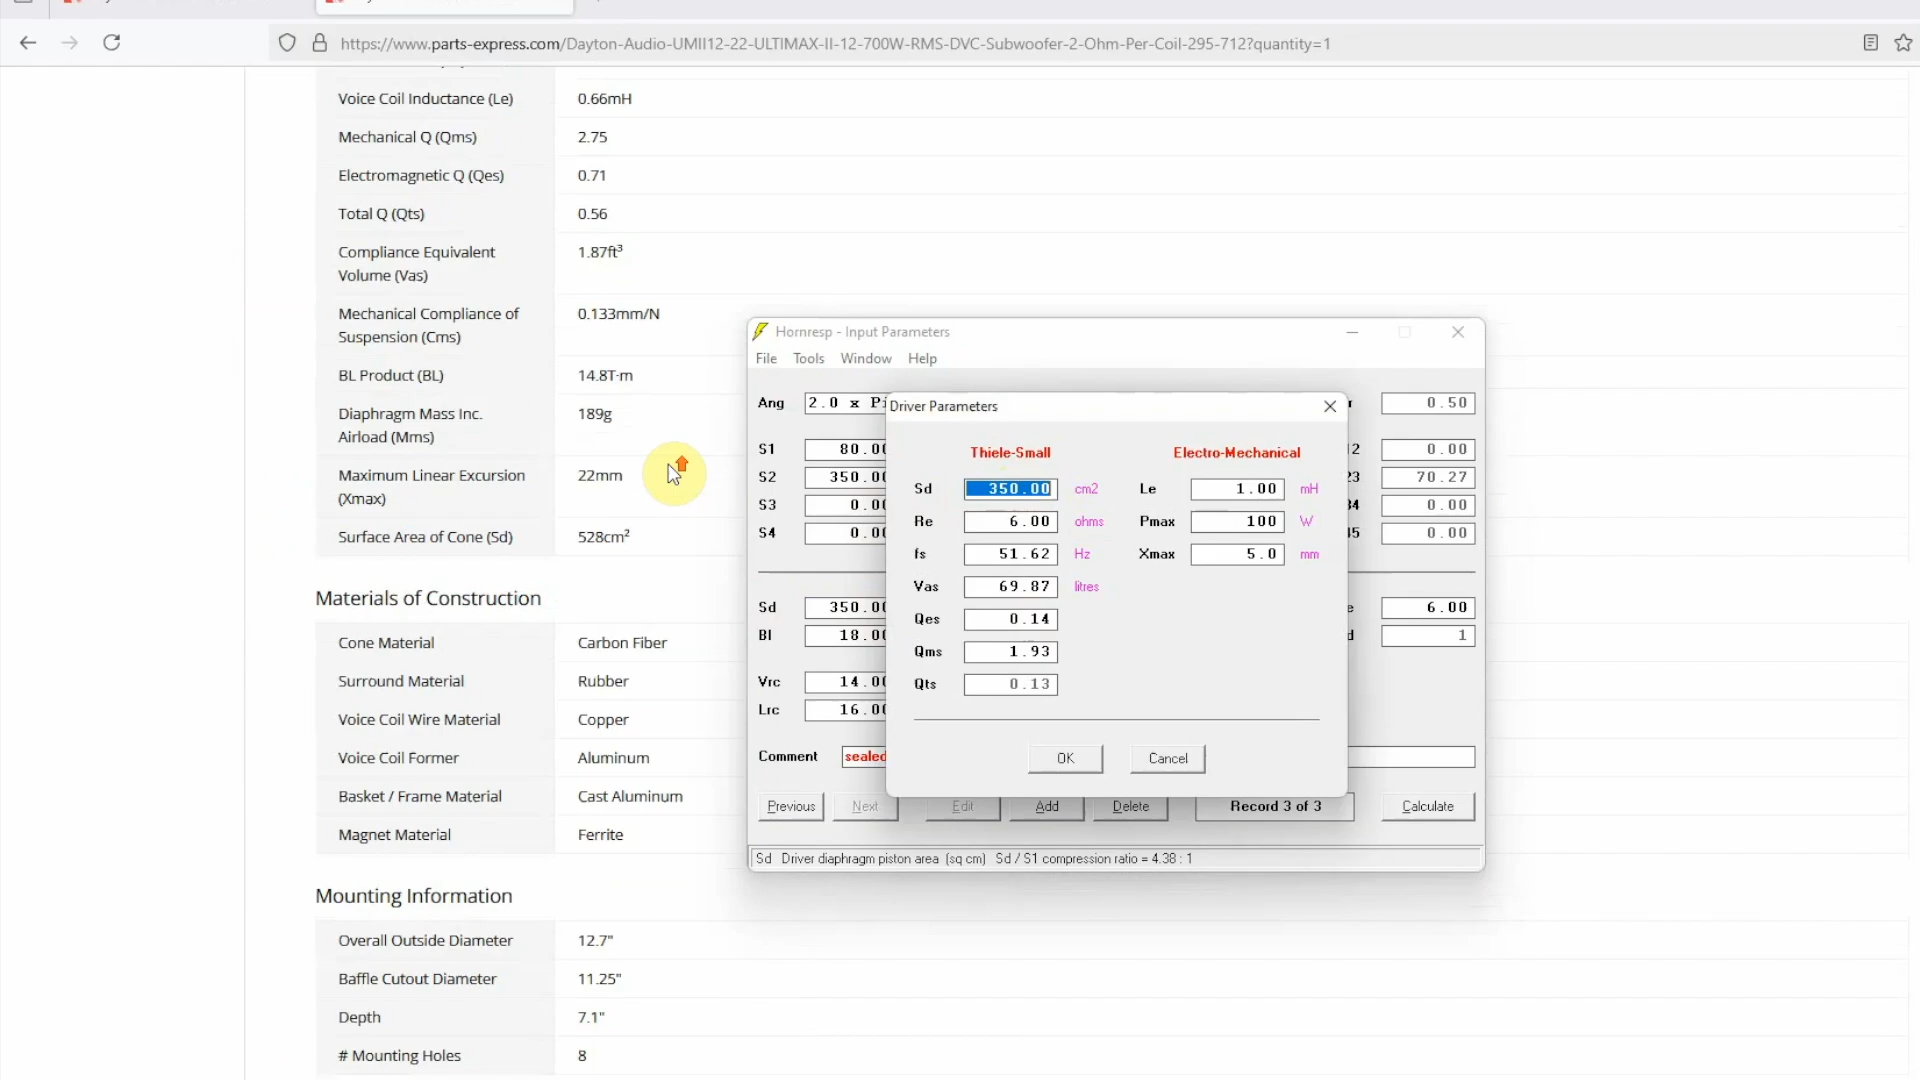 https://www.parts-express.com/Dayton-Audio-UMII12-22-ULTIMAX-II-12-700W-RMS-DVC-Subwoofer-2-Ohm-Per-Coil-295-712?quantity=1
Voice Coil Inductance (Le) 0.66mH
Mechanical Q (Qms) 2.75
Electromagnetic Q (Qes) 0.71
Total Q (Qts) 0.56
Compliance Equivalent
Volume (Vas) 1.87ft³
Mechanical Compliance of
Suspension (Cms) 0.133mm/N
BL Product (BL) 14.8T·m
Diaphragm Mass Inc.
Airload (Mms) 189g
Maximum Linear Excursion
(Xmax) 22mm
Surface Area of Cone (Sd) 528cm²
Materials of Construction
Cone Material Carbon Fiber
Surround Material Rubber
Voice Coil Wire Material Copper
Voice Coil Former Aluminum
Basket / Frame Material Cast Aluminum
Magnet Material Ferrite
Mounting Information
Overall Outside Diameter 12.7"
Baffle Cutout Diameter 11.25"
Depth 7.1"
# Mounting Holes 8
Hornresp - Input Parameters
File Tools Window Help
Ang 2.0 x Pi
0.50
S1 80.00
0.00
S2 350.00
70.27
S3 0.00
0.00
S4 0.00
0.00
Sd 350.00
6.00
Bl 18.00
1
Vrc 14.00
Lrc 16.00
Comment sealed
Previous Next Edit Add Delete Record 3 of 3 Calculate
Sd Driver diaphragm piston area (sq cm) Sd / S1 compression ratio = 4.38 : 1
Driver Parameters
Thiele-Small Electro-Mechanical
Sd 350.00 cm2 Le 1.00 mH
Re 6.00 ohms Pmax 100 W
fs 51.62 Hz Xmax 5.0 mm
Vas 69.87 litres
Qes 0.14
Qms 1.93
Qts 0.13
OK Cancel